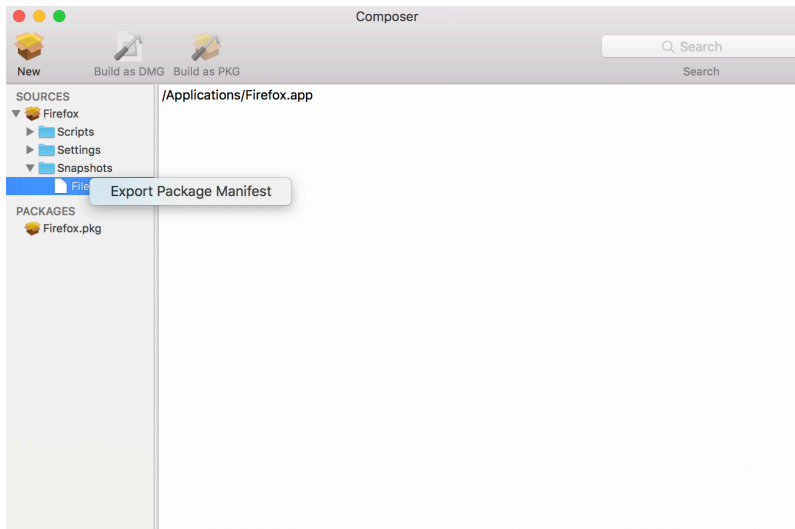 Composer
New
Build as DMG
Build as PKG
Search
Search
SOURCES
Firefox
Scripts
Settings
Snapshots
File
Export Package Manifest
PACKAGES
Firefox.pkg
/Applications/Firefox.app